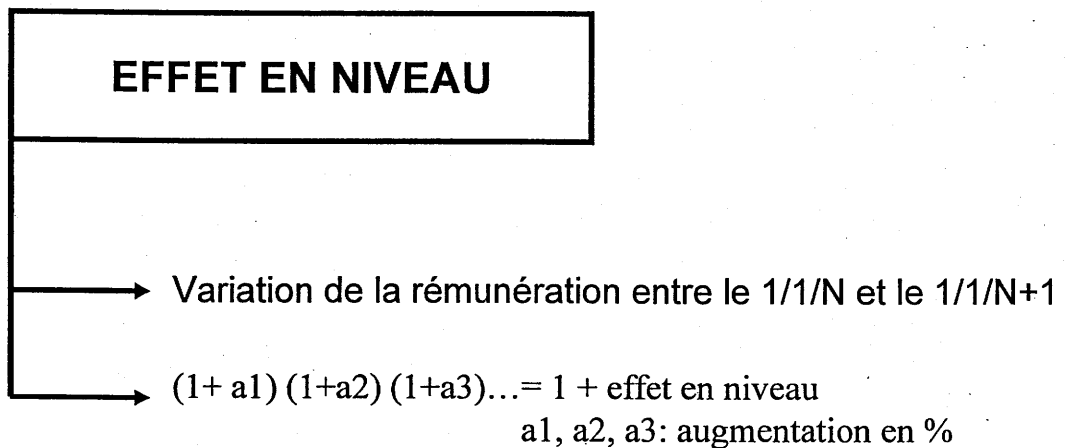 EFFET EN NIVEAU
Variation de la rémunération entre le 1/1/N et le 1/1/N+1
(1+ a1) (1+a2) (1+a3)...= 1 + effet en niveau
a1, a2, a3: augmentation en %